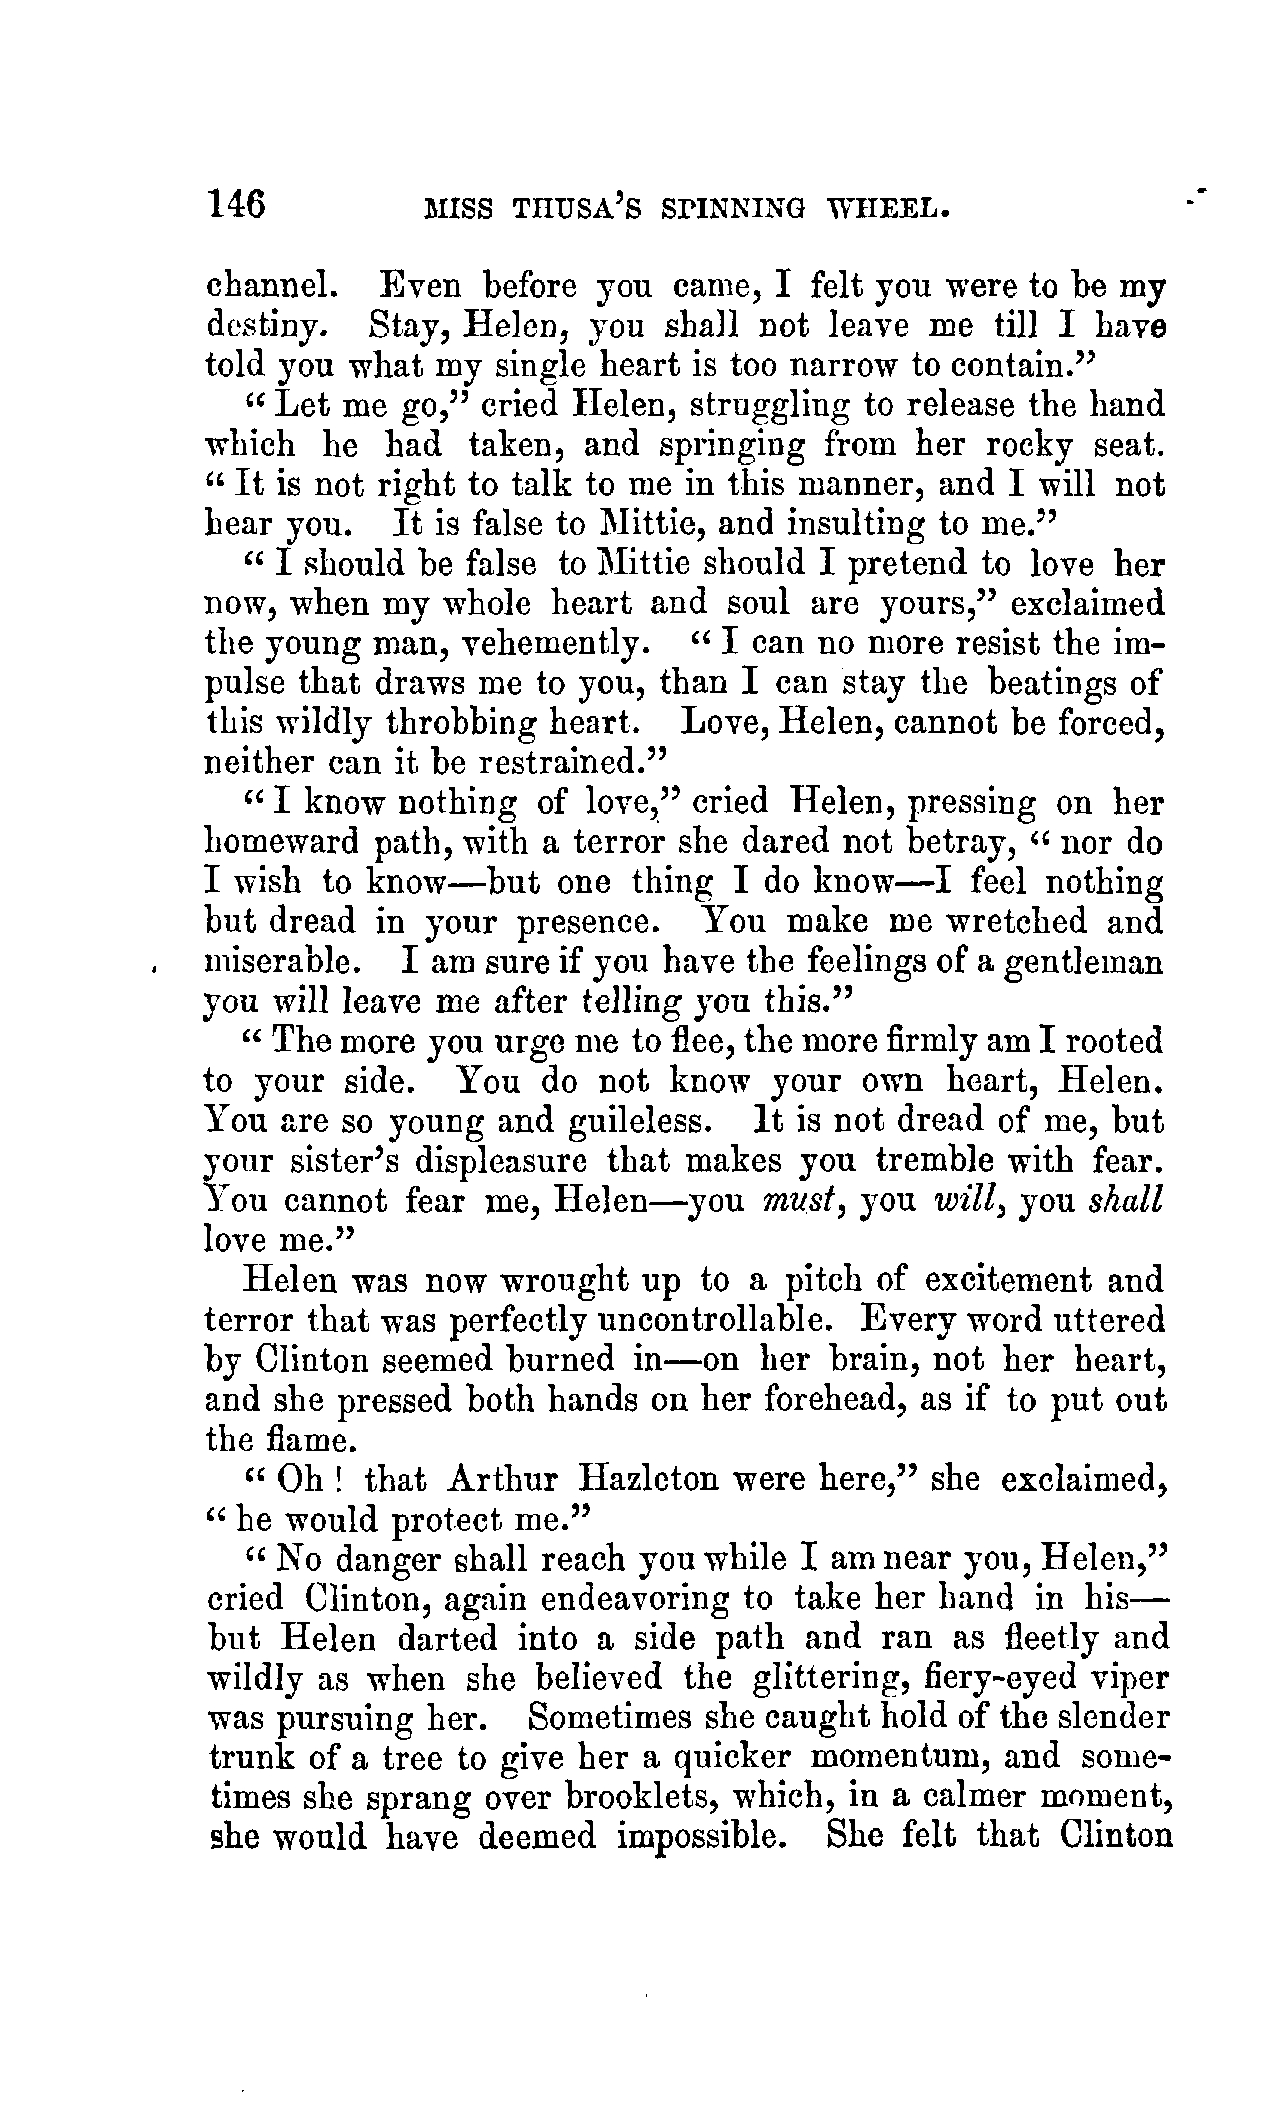 146 MISS THUSA'S SPINNING WHEEL.
channel. Even before you came, I felt you were to be my
destiny. Stay, Helen, you shall not leave me till I have
told you what my single heart is too narrow to contain."
"Let me go," cried Helen, struggling to release the hand
which he had taken, and springing from her rocky seat.
"It is not right to talk to me in this manner, and I will not
hear you. It is false to Mittie, and insulting to me."
"I should be false to Mittie should I pretend to love her
now, when my whole heart and soul are yours," exclaimed
the young man, vehemently. "I can no more resist the im-
pulse that draws me to you, than I can stay the beatings of
this wildly throbbing heart. Love, Helen, cannot be forced,
neither can it be restrained."
"I know nothing of love," cried Helen, pressing on her
homeward path, with a terror she dared not betray, "nor do
I wish to know—but one thing I do know—I feel nothing
but dread in your presence. You make me wretched and
miserable. I am sure if you have the feelings of a gentleman
you will leave me after telling you this."
"The more you urge me to flee, the more firmly am I rooted
to your side. You do not know your own heart, Helen.
You are so young and guileless. It is not dread of me, but
your sister's displeasure that makes you tremble with fear.
You cannot fear me, Helen—you must, you will, you shall
love me."
Helen was now wrought up to a pitch of excitement and
terror that was perfectly uncontrollable. Every word uttered
by Clinton seemed burned in—on her brain, not her heart,
and she pressed both hands on her forehead, as if to put out
the flame.
"Oh! that Arthur Hazleton were here," she exclaimed,
"he would protect me."
"No danger shall reach you while I am near you, Helen,"
cried Clinton, again endeavoring to take her hand in his—
but Helen darted into a side path and ran as fleetly and
wildly as when she believed the glittering, fiery-eyed viper
was pursuing her. Sometimes she caught hold of the slender
trunk of a tree to give her a quicker momentum, and some-
times she sprang over brooklets, which, in a calmer moment,
she would have deemed impossible. She felt that Clinton